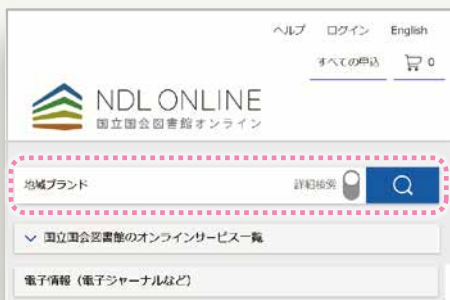 ヘルプ ログイン English
すべての申込 0
NDL ONLINE
国立国会図書館オンライン
地域ブランド 詳細検索
国立国会図書館のオンラインサービス一覧
電子情報（電子ジャーナルなど）